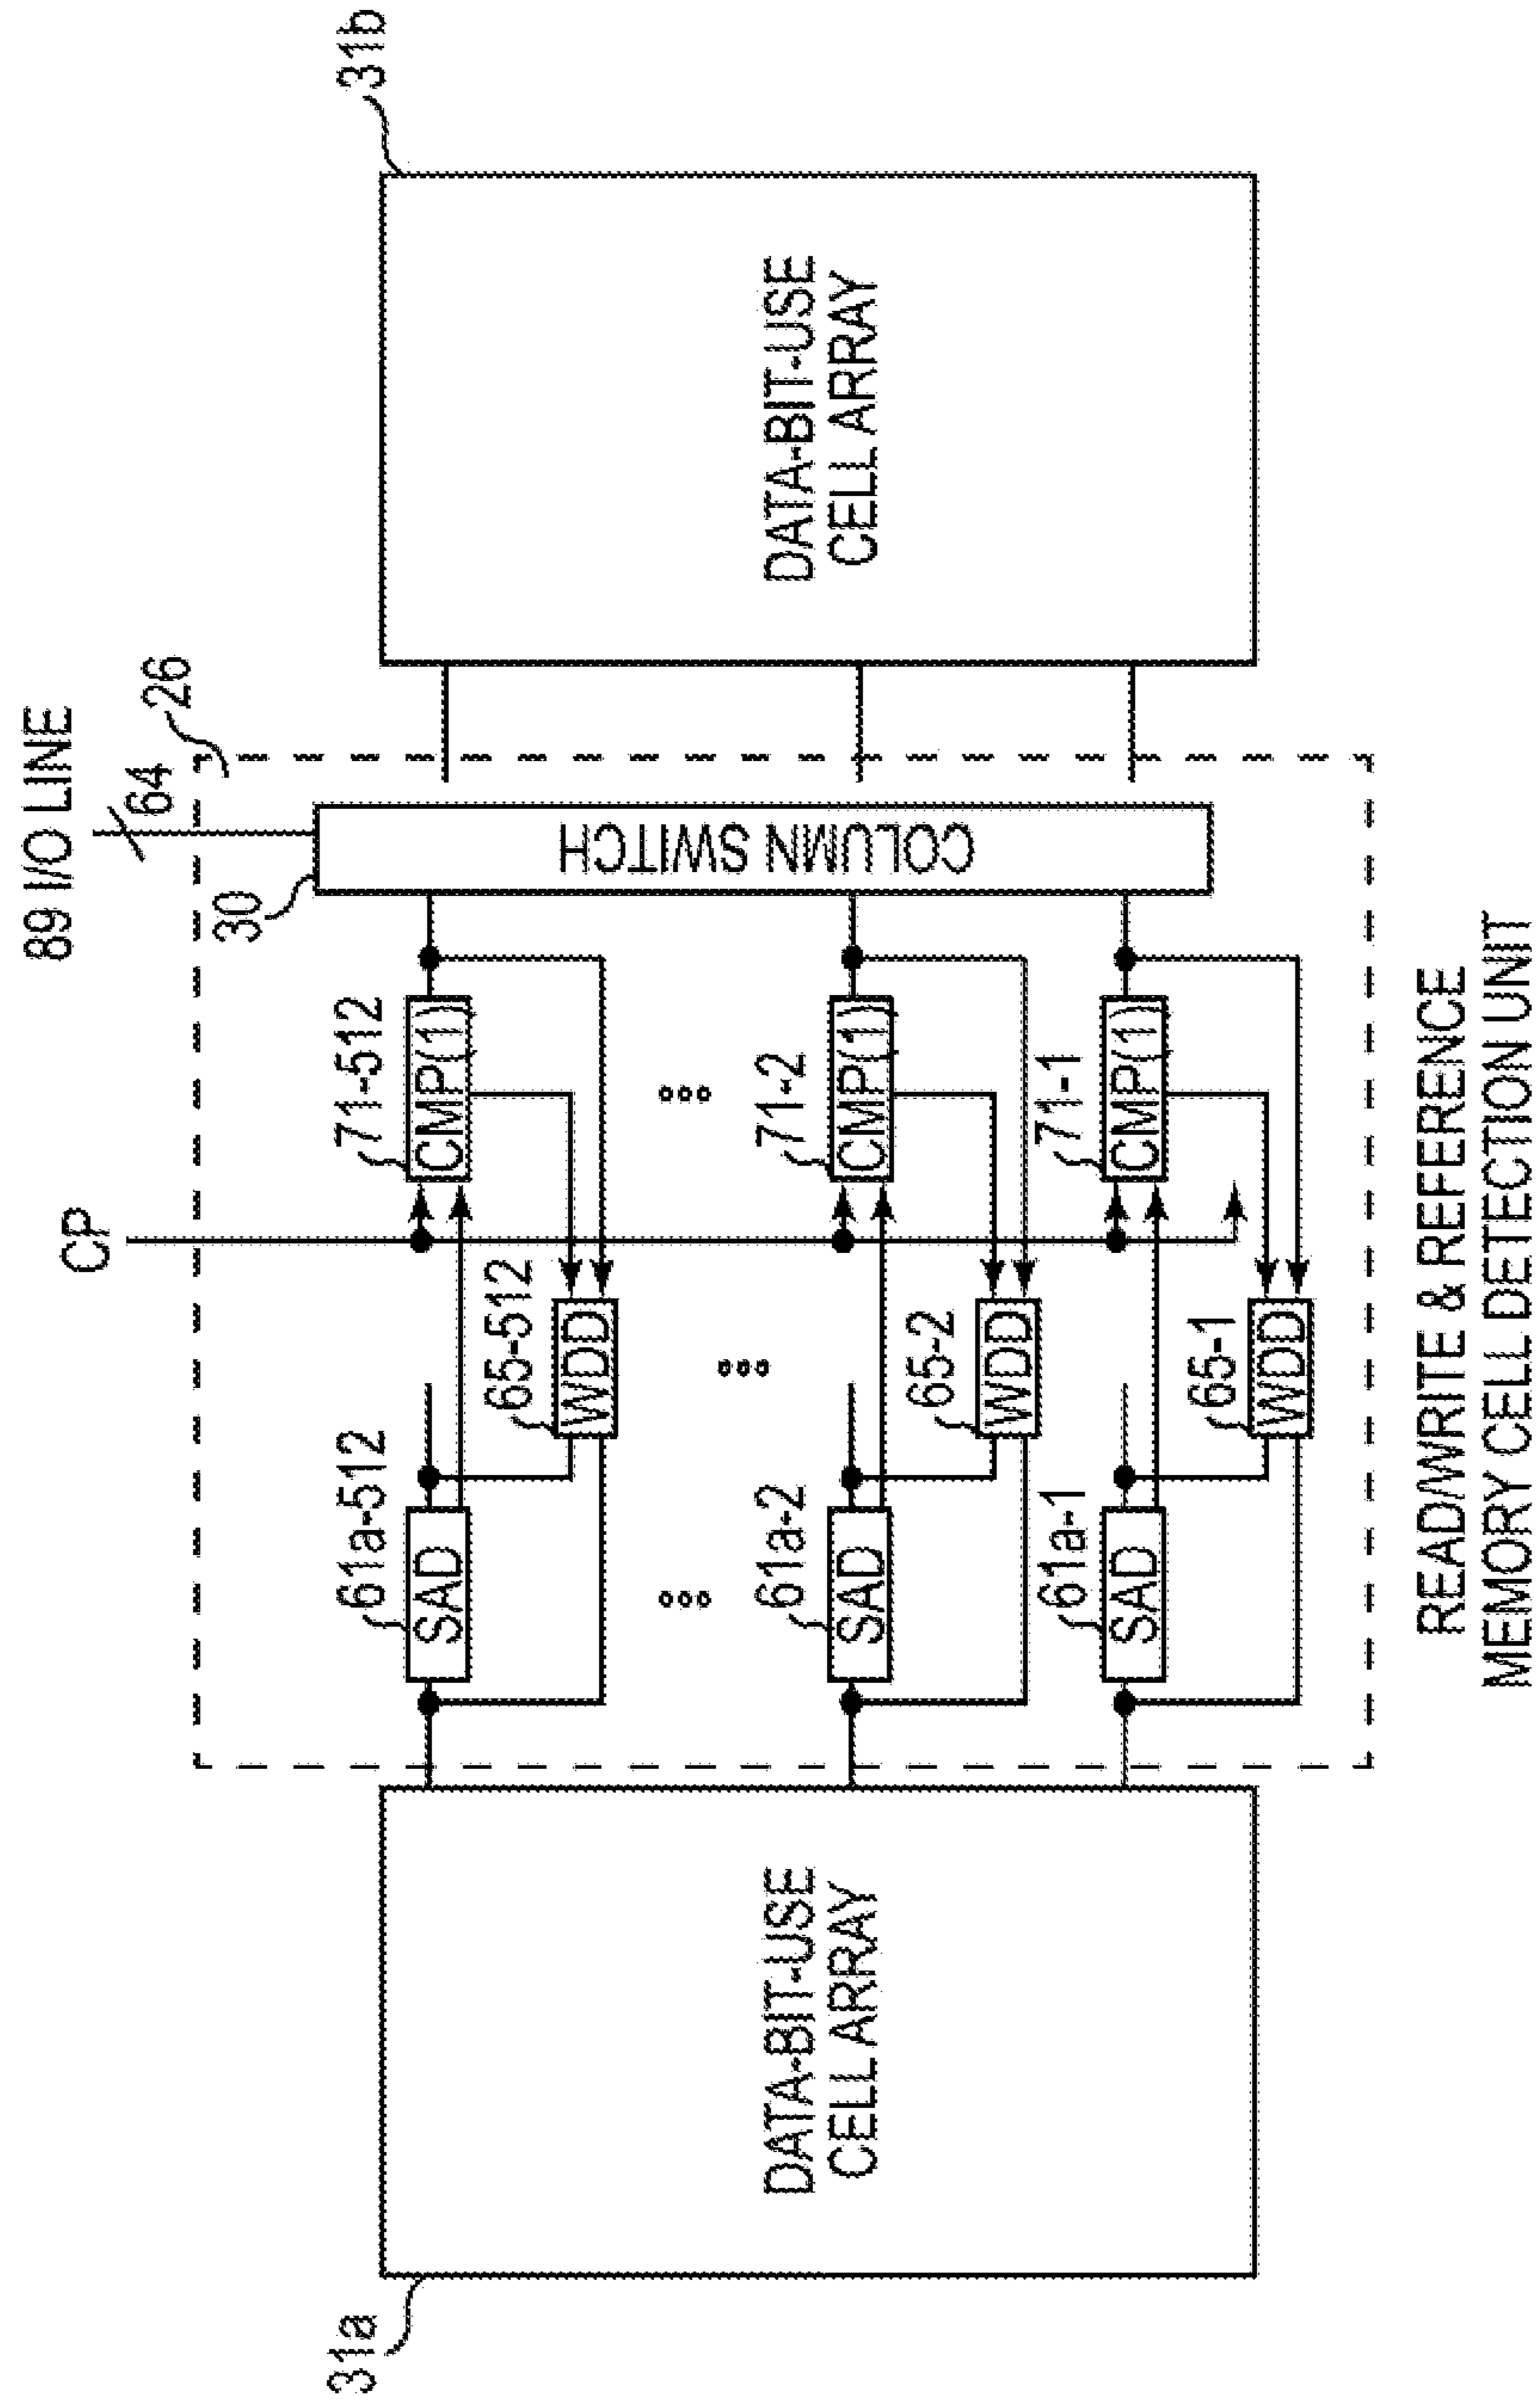 89 I/O LINE
64
26
30
CP
31a
31b
DATA-BIT-USE
CELL ARRAY
61a-512
SAD
65-512
WDD
71-512
CMP(1)
COLUMN SWITCH
DATA-BIT-USE
CELL ARRAY
61a-2
SAD
65-2
WDD
71-2
CMP(1)
61a-1
SAD
65-1
WDD
71-1
CMP(1)
READ/WRITE & REFERENCE
MEMORY CELL DETECTION UNIT